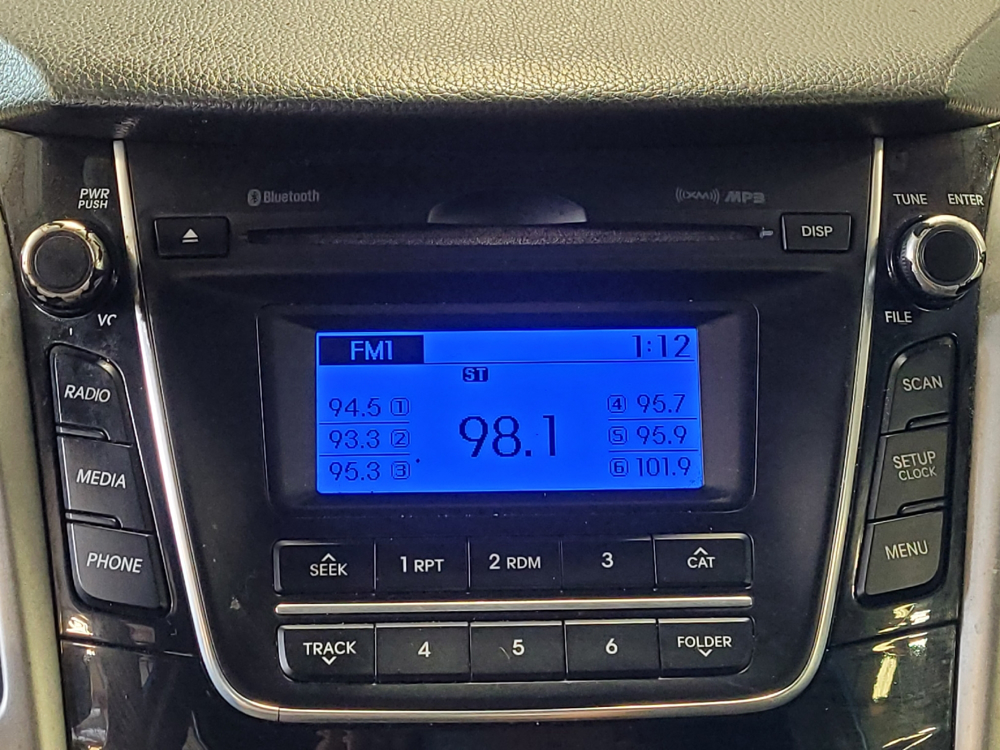 PWR
PUSH
Bluetooth
XM MP3
TUNE ENTER
DISP
VO
FILE
FM1 1:12
ST
94.5 1 98.1 4 95.7
93.3 2 5 95.9
95.3 3 6 101.9
RADIO
MEDIA
PHONE
SCAN
SETUP
CLOCK
MENU
SEEK 1 RPT 2 RDM 3 CAT
TRACK 4 5 6 FOLDER